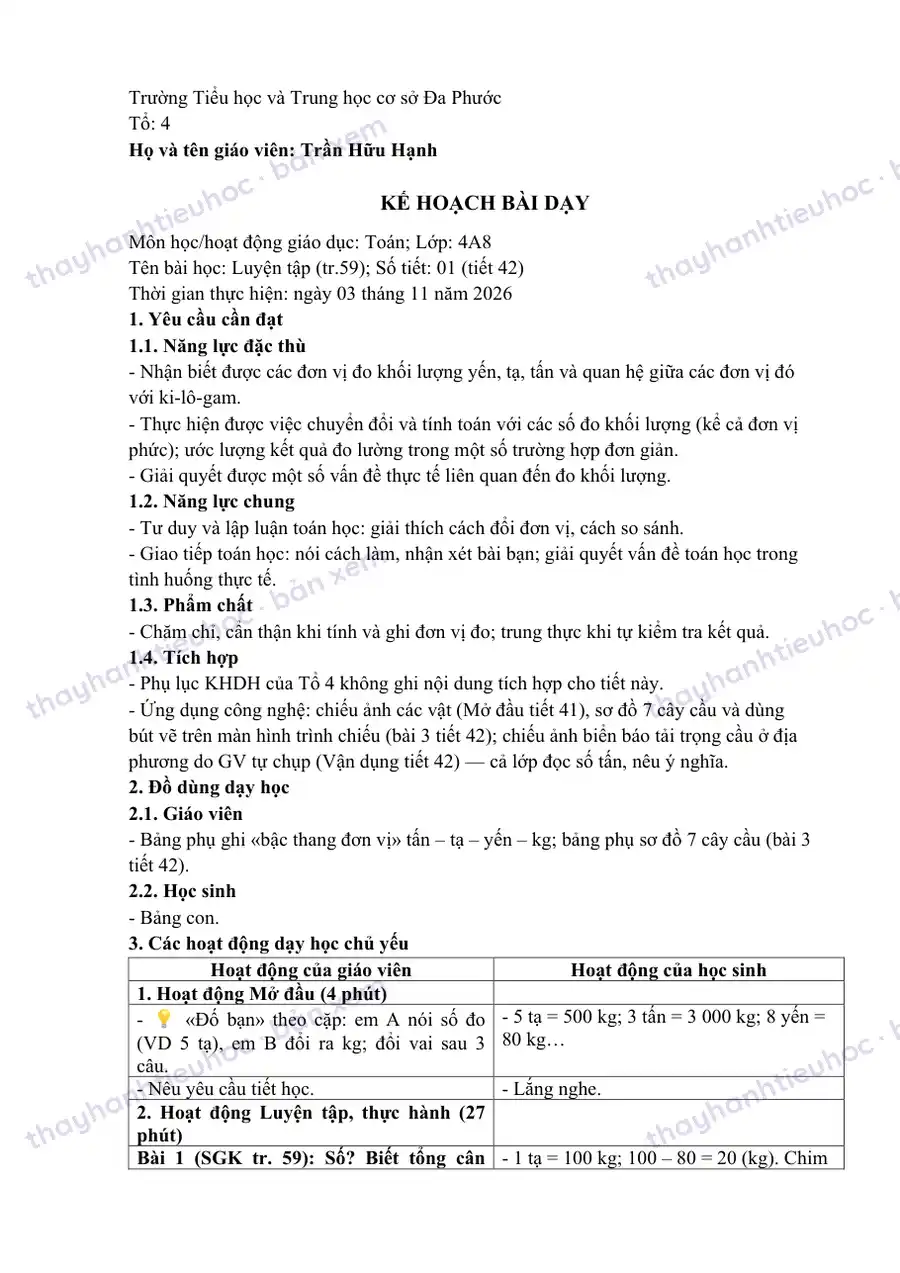 Trường Tiểu học và Trung học cơ sở Đa Phước
Tổ: 4
Họ và tên giáo viên: Trần Hữu Hạnh
KẾ HOẠCH BÀI DẠY
Môn học/hoạt động giáo dục: Toán; Lớp: 4A8
Tên bài học: Luyện tập (tr.59); Số tiết: 01 (tiết 42)
Thời gian thực hiện: ngày 03 tháng 11 năm 2026
1. Yêu cầu cần đạt
1.1. Năng lực đặc thù
- Nhận biết được các đơn vị đo khối lượng yến, tạ, tấn và quan hệ giữa các đơn vị đó
với ki-lô-gam.
- Thực hiện được việc chuyển đổi và tính toán với các số đo khối lượng (kể cả đơn vị
phức); ước lượng kết quả đo lường trong một số trường hợp đơn giản.
- Giải quyết được một số vấn đề thực tế liên quan đến đo khối lượng.
1.2. Năng lực chung
- Tư duy và lập luận toán học: giải thích cách đổi đơn vị, cách so sánh.
- Giao tiếp toán học: nói cách làm, nhận xét bài bạn; giải quyết vấn đề toán học trong
tình huống thực tế.
1.3. Phẩm chất
- Chăm chỉ, cẩn thận khi tính và ghi đơn vị đo; trung thực khi tự kiểm tra kết quả.
1.4. Tích hợp
- Phụ lục KHDH của Tổ 4 không ghi nội dung tích hợp cho tiết này.
- Ứng dụng công nghệ: chiếu ảnh các vật (Mở đầu tiết 41), sơ đồ 7 cây cầu và dùng
bút vẽ trên màn hình trình chiếu (bài 3 tiết 42); chiếu ảnh biển báo tải trọng cầu ở địa
phương do GV tự chụp (Vận dụng tiết 42) — cả lớp đọc số tấn, nêu ý nghĩa.
2. Đồ dùng dạy học
2.1. Giáo viên
- Bảng phụ ghi «bậc thang đơn vị» tấn – tạ – yến – kg; bảng phụ sơ đồ 7 cây cầu (bài 3
tiết 42).
2.2. Học sinh
- Bảng con.
3. Các hoạt động dạy học chủ yếu
Hoạt động của giáo viên
Hoạt động của học sinh
1. Hoạt động Mở đầu (4 phút)
- 💡 «Đố bạn» theo cặp: em A nói số đo
(VD 5 tạ), em B đổi ra kg; đổi vai sau 3
câu.
- 5 tạ = 500 kg; 3 tấn = 3 000 kg; 8 yến =
80 kg…
- Nêu yêu cầu tiết học.
- Lắng nghe.
2. Hoạt động Luyện tập, thực hành (27
phút)
Bài 1 (SGK tr. 59): Số? Biết tổng cân
- 1 tạ = 100 kg; 100 – 80 = 20 (kg). Chim
thayhanhtieuhoc · bản xem
thayhanhtieuhoc · b
thayhanhtieuhoc · bản xem
thayhanhtieuhoc · b
thayhanhtieuhoc · bản xem
thayhanhtieuhoc · b